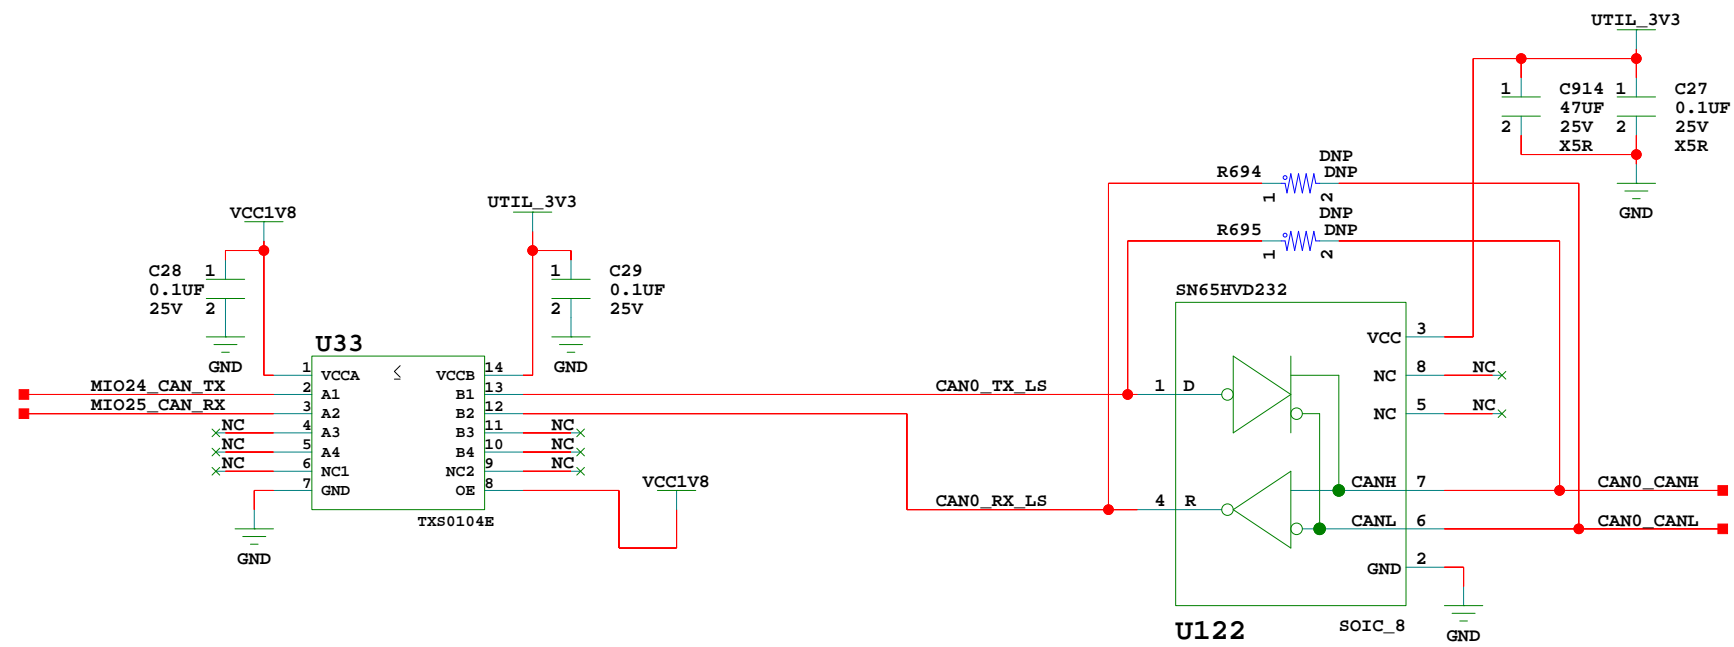 UTIL_3V3
1 C914 1 C27
47UF 0.1UF
2 25V 2 25V
X5R X5R
GND
DNP
R694 DNP
1 2
DNP
R695 DNP
1 2
VCC1V8
UTIL_3V3
C28 1
0.1UF
25V 2
GND
1 C29
0.1UF
2 25V
GND
U33
1 VCCA ≤ VCCB 14
MIO24_CAN_TX 2 A1 B1 13 CAN0_TX_LS
MIO25_CAN_RX 3 A2 B2 12
NC 4 A3 B3 11 NC
NC 5 A4 B4 10 NC
NC 6 NC1 NC2 9 NC
7 GND OE 8 VCC1V8
TXS0104E
GND
CAN0_RX_LS
SN65HVD232
VCC 3
NC 8 NC
1 D
NC 5 NC
CANH 7 CAN0_CANH
4 R
CANL 6 CAN0_CANL
GND 2
U122 SOIC_8
GND